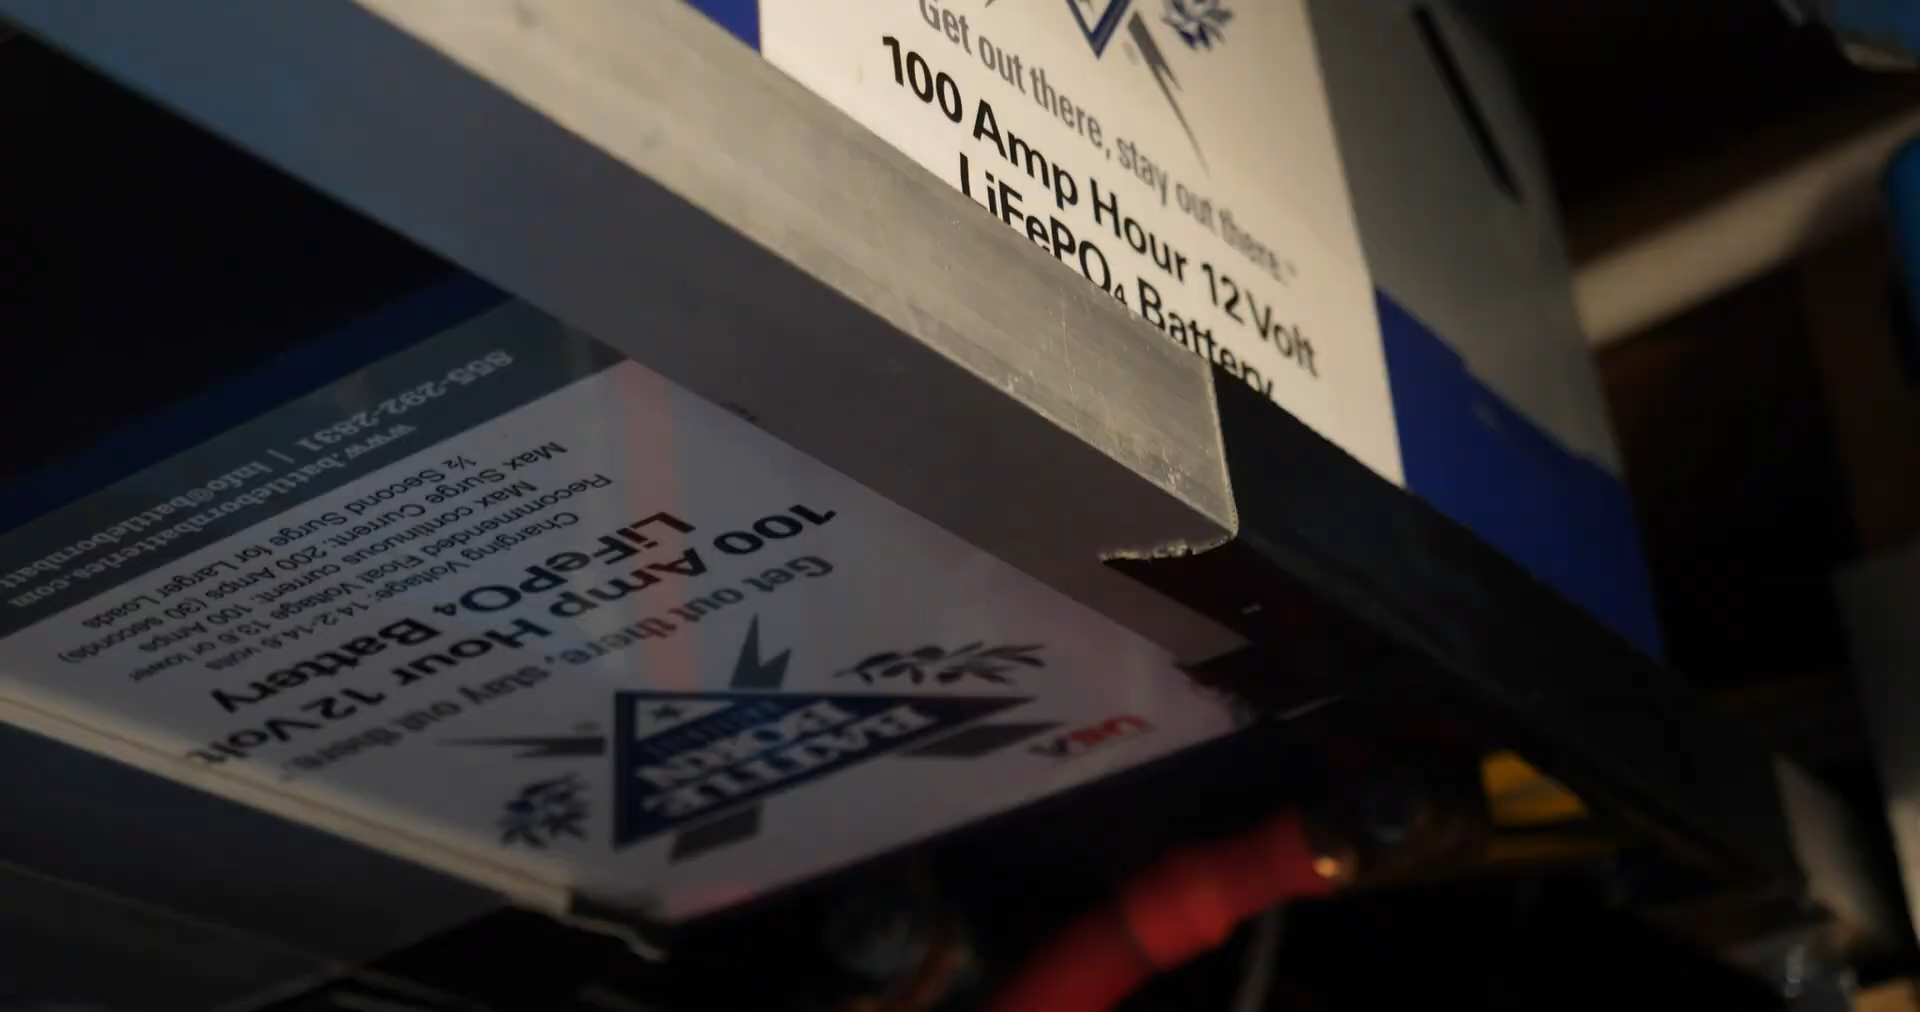 Get out there, stay out there.®
100 Amp Hour 12 Volt
LiFePO₄ Battery
USA
BATTLE
BORN
Get out there, stay out there.®
100 Amp Hour 12 Volt
LiFePO₄ Battery
Charging Voltage: 14.2-14.6 volts
Recommended Float Voltage 13.6 or lower
Max continuous current: 100 Amps
Max Surge Current: 200 Amps (30 seconds)
½ Second Surge for Larger Loads
www.battlebornbatteries.com
855-292-2831 | info@battlebornbatt